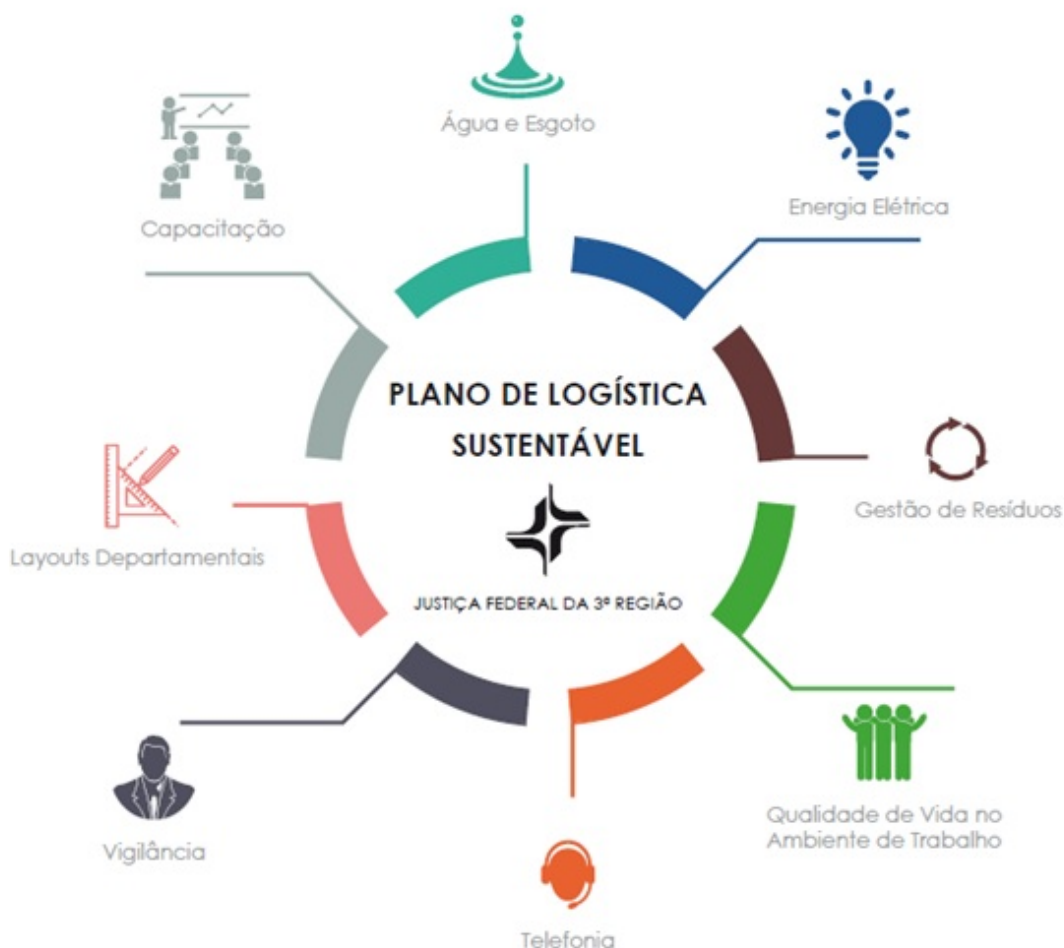 Água e Esgoto
Energia Elétrica
Capacitação
PLANO DE LOGÍSTICA
SUSTENTÁVEL
Gestão de Resíduos
Layouts Departamentais
JUSTIÇA FEDERAL DA 3ª REGIÃO
Qualidade de Vida no
Ambiente de Trabalho
Vigilância
Telefonia